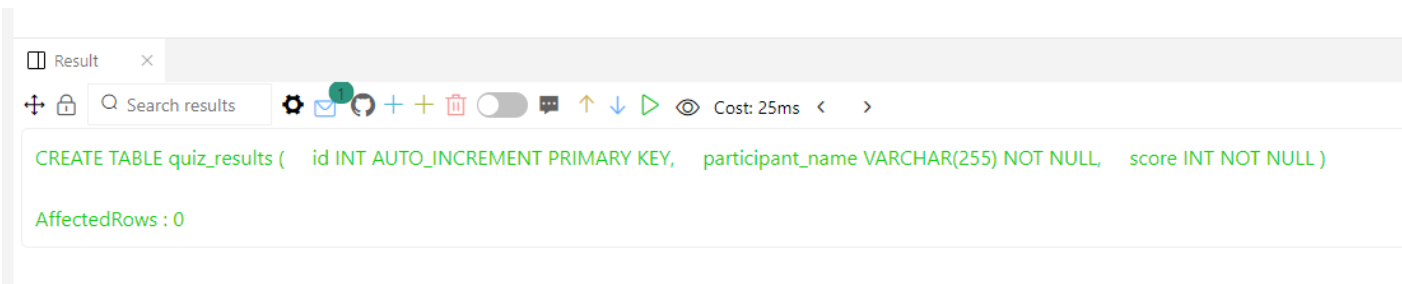 Result
1
Search results Cost: 25ms
CREATE TABLE quiz_results ( id INT AUTO_INCREMENT PRIMARY KEY, participant_name VARCHAR(255) NOT NULL, score INT NOT NULL )
AffectedRows : 0